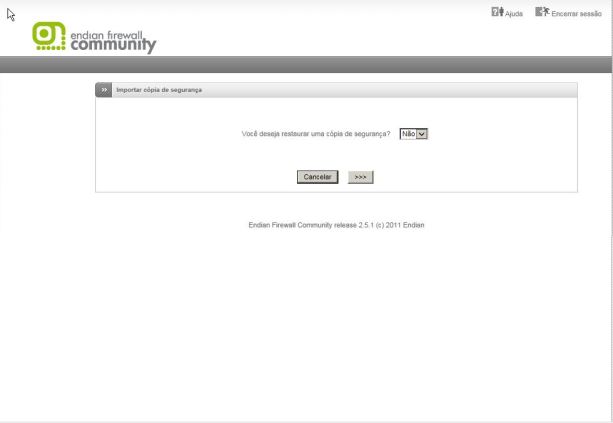 Ajuda Encerrar sessão
endian firewall
community
Importar cópia de segurança
Você deseja restaurar uma cópia de segurança? Não
Cancelar >>>
Endian Firewall Community release 2.5.1 (c) 2011 Endian